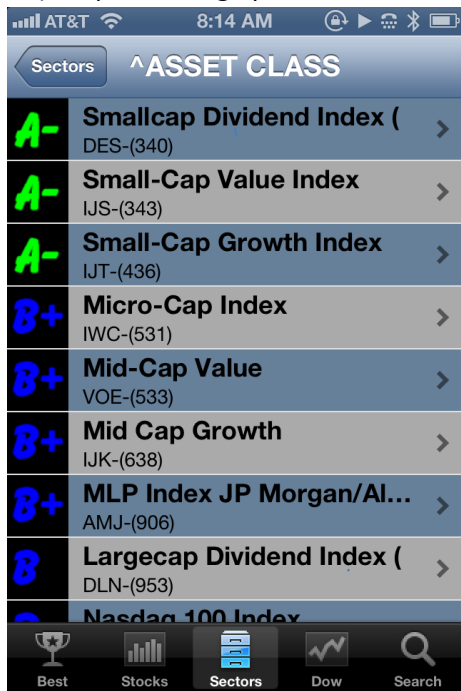 AT&T 8:14 AM
Sectors ^ASSET CLASS
A- Smallcap Dividend Index (
DES-(340)
A- Small-Cap Value Index
IJS-(343)
A- Small-Cap Growth Index
IJT-(436)
B+ Micro-Cap Index
IWC-(531)
B+ Mid-Cap Value
VOE-(533)
B+ Mid Cap Growth
IJK-(638)
B+ MLP Index JP Morgan/Al...
AMJ-(906)
B Largecap Dividend Index (
DLN-(953)
Nasdaq 100 Index
Best Stocks Sectors Dow Search